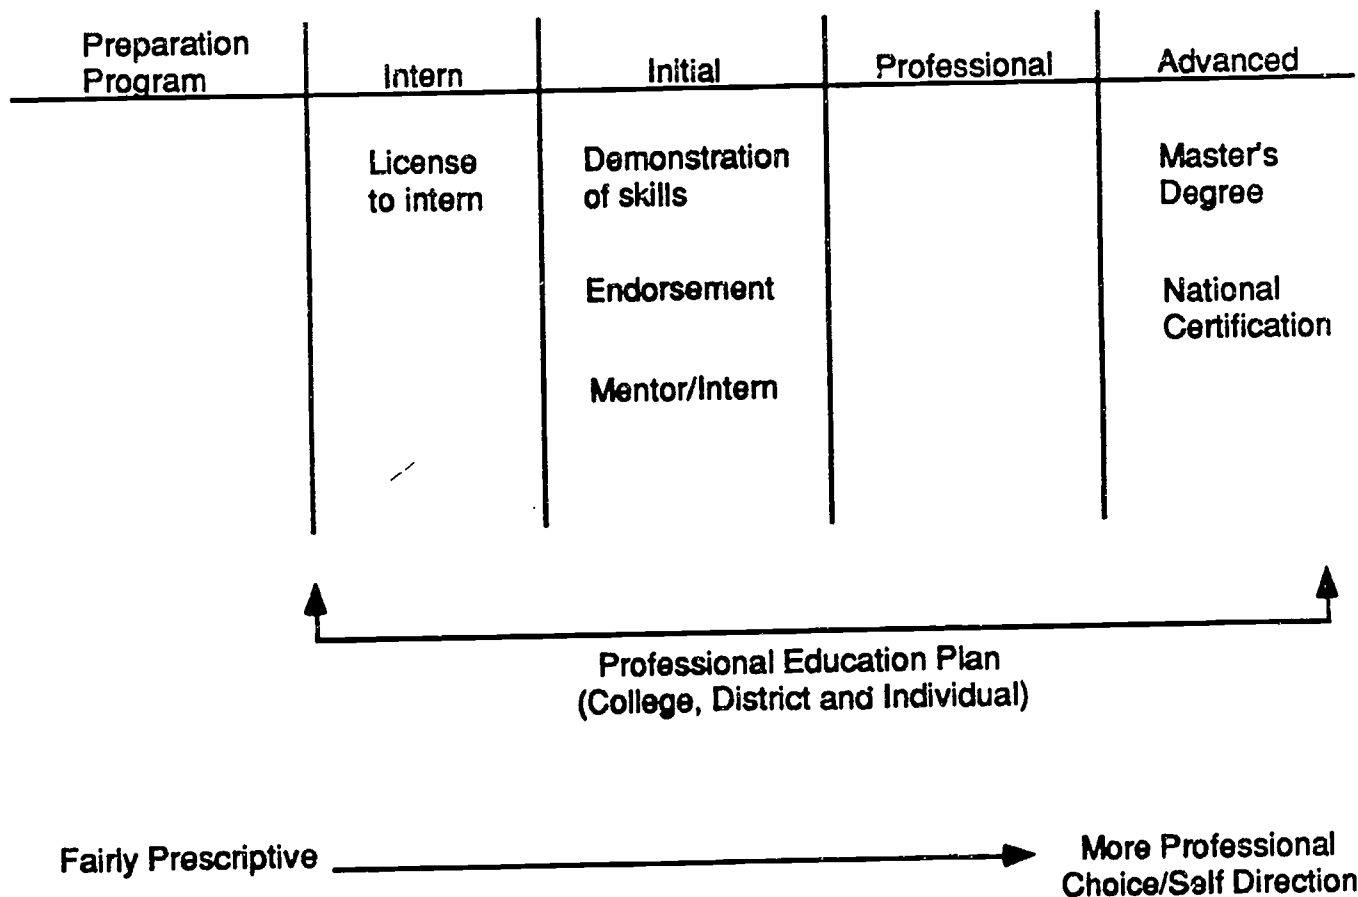 Preparation
Program
Intern
Initial
Professional
Advanced
License
to intern
Demonstration
of skills
Endorsement
Mentor/Intern
Master's
Degree
National
Certification
Professional Education Plan
(College, District and Individual)
Fairly Prescriptive
More Professional
Choice/Self Direction